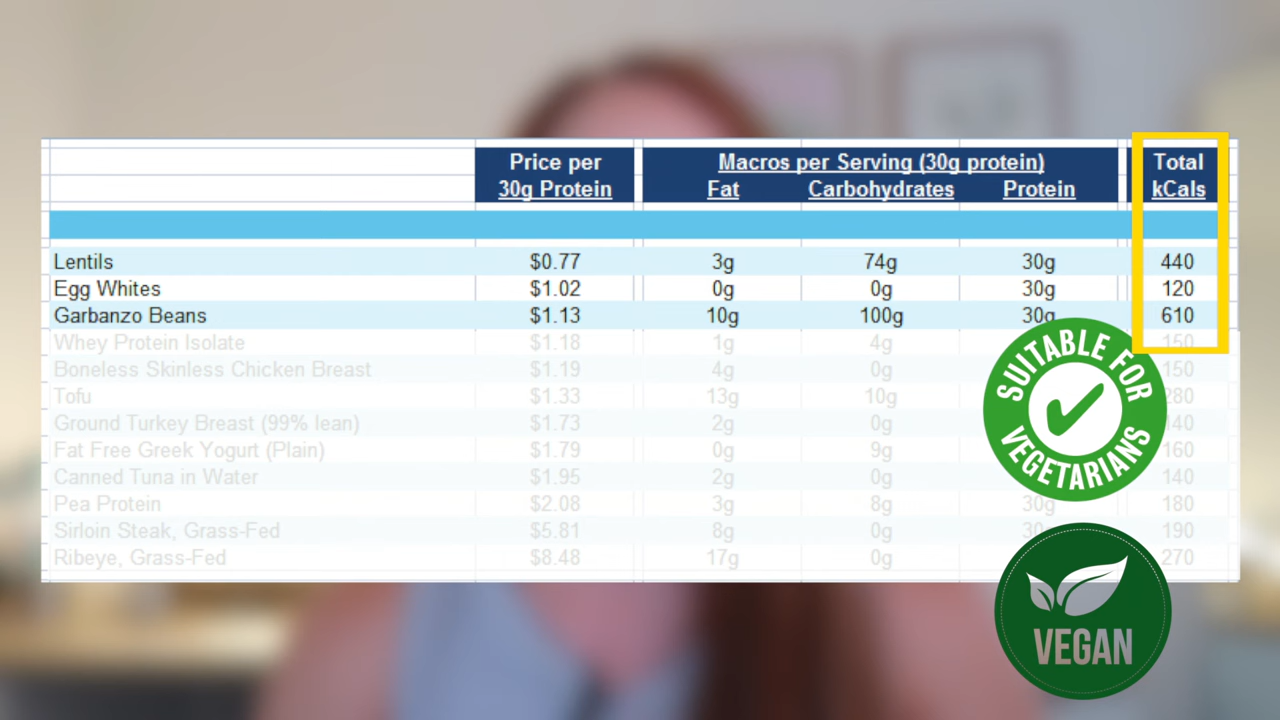 Price per Macros per Serving (30g protein) Total
30g Protein Fat Carbohydrates Protein kCals
Lentils $0.77 3g 74g 30g 440
Egg Whites $1.02 0g 0g 30g 120
Garbanzo Beans $1.13 10g 100g 30g 610
Whey Protein Isolate $1.18 1g 4g 150
Boneless Skinless Chicken Breast $1.19 4g 0g 150
Tofu $1.33 13g 10g 280
Ground Turkey Breast (99% lean) $1.73 2g 0g 140
Fat Free Greek Yogurt (Plain) $1.79 0g 9g 160
Canned Tuna in Water $1.95 2g 0g 140
Pea Protein $2.08 3g 8g 30g 180
Sirloin Steak, Grass-Fed $5.81 8g 0g 30g 190
Ribeye, Grass-Fed $8.48 17g 0g 270
SUITABLE FOR
VEGETARIANS
VEGAN